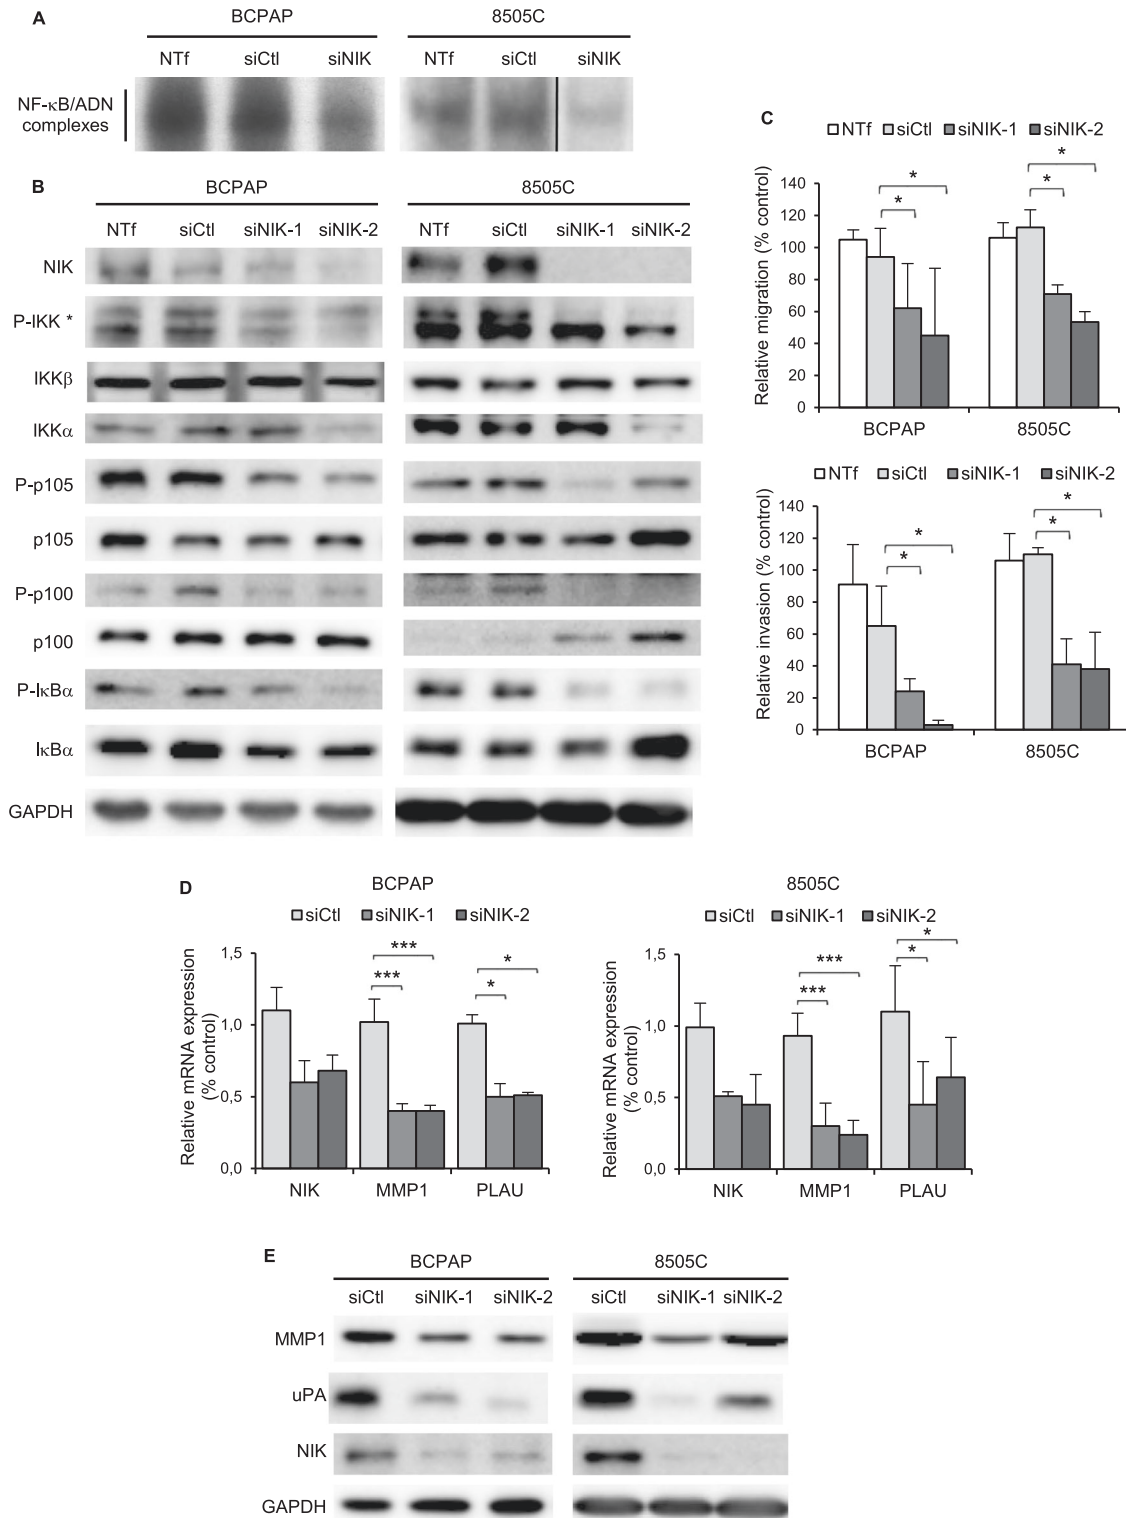 A
BCPAP 8505C
NTf siCtl siNIK NTf siCtl siNIK
NF-κB/ADN
complexes
B
BCPAP 8505C
NTf siCtl siNIK-1 siNIK-2 NTf siCtl siNIK-1 siNIK-2
NIK
P-IKK *
IKKβ
IKKα
P-p105
p105
P-p100
p100
P-IκBα
IκBα
GAPDH
C
NTf siCtl siNIK-1 siNIK-2
Relative migration (% control)
140
120
100
80
60
40
20
0
* * * *
BCPAP 8505C
NTf siCtl siNIK-1 siNIK-2
Relative invasion (% control)
140
120
100
80
60
40
20
0
* * * *
BCPAP 8505C
D
BCPAP
siCtl siNIK-1 siNIK-2
Relative mRNA expression
(% control)
1,5
1,0
0,5
0,0
*** *** * *
NIK MMP1 PLAU
8505C
siCtl siNIK-1 siNIK-2
Relative mRNA expression
(% control)
1,5
1,0
0,5
0,0
*** *** * *
NIK MMP1 PLAU
E
BCPAP 8505C
siCtl siNIK-1 siNIK-2 siCtl siNIK-1 siNIK-2
MMP1
uPA
NIK
GAPDH